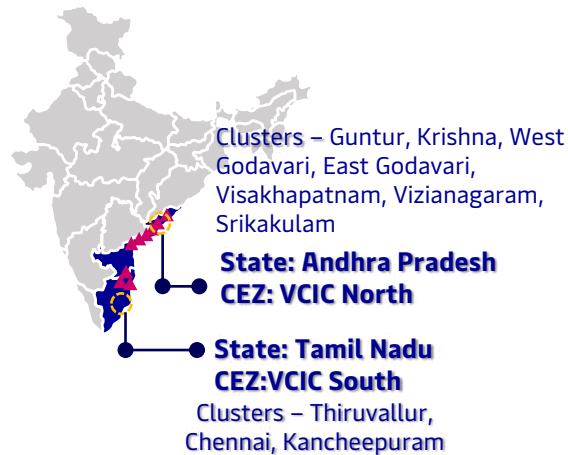 Clusters – Guntur, Krishna, West
Godavari, East Godavari,
Visakhapatnam, Vizianagaram,
Srikakulam
State: Andhra Pradesh
CEZ: VCIC North
State: Tamil Nadu
CEZ:VCIC South
Clusters – Thiruvallur,
Chennai, Kancheepuram